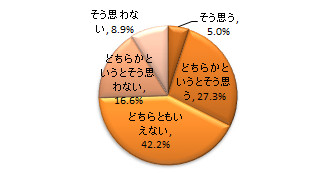 そう思う,
5.0%
どちらかと
いうとそう思
う, 27.3%
どちらともい
えない,
42.2%
どちらかと
いうとそう思
わない,
16.6%
そう思 わな
い, 8.9%